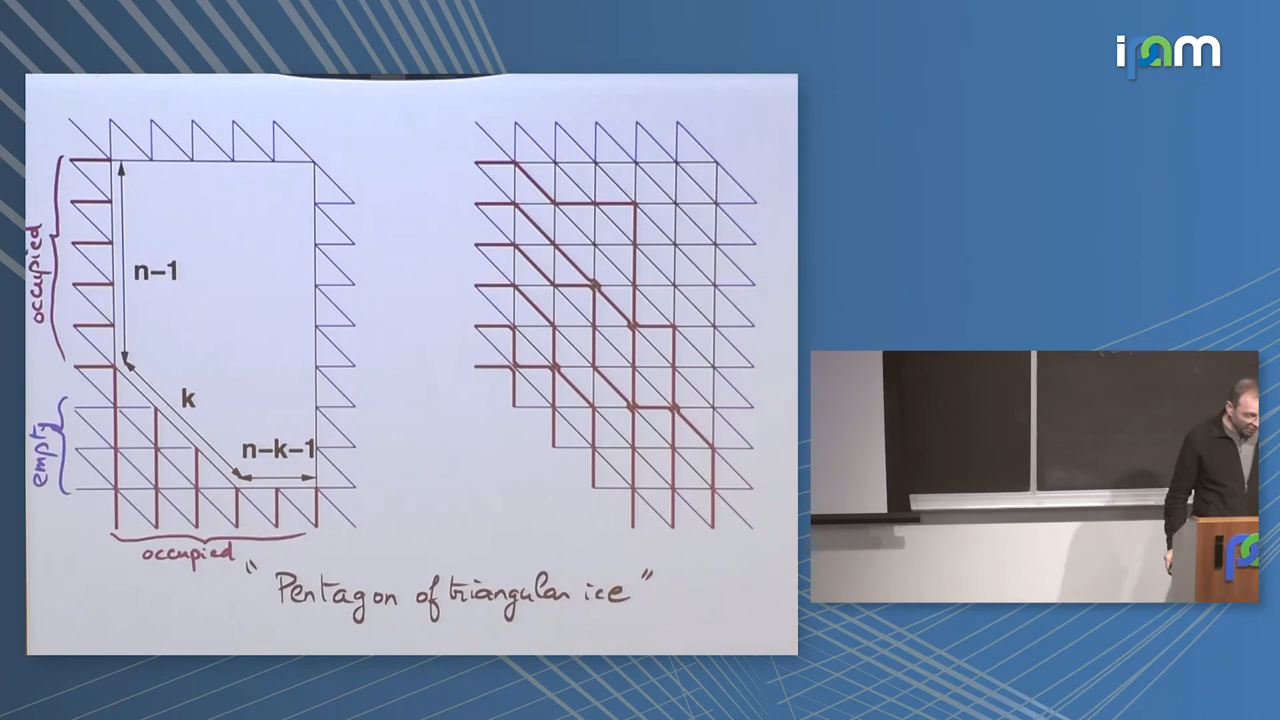 ipam
occupied
n-1
k
n-k-1
empty
occupied
"Pentagon of triangular ice"